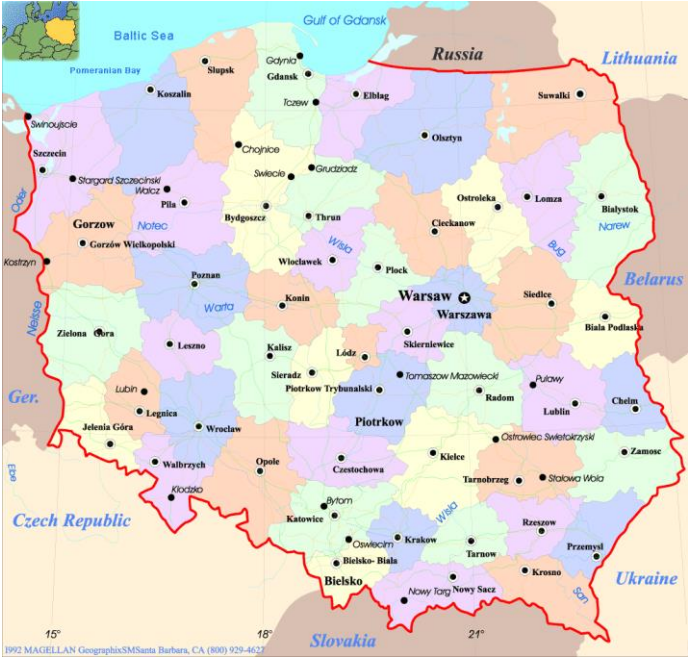 Gulf of Gdansk
Baltic Sea
Russia
Lithuania
Pomeranian Bay
Gdynia
Slupsk
Gdansk
Koszalin
Elblag
Suwalki
Tczew
Swinoujscie
Olsztyn
Chojnice
Szczecin
Grudziadz
Stargard Szczecinski
Swiecie
Walcz
Oder
Pila
Ostroleka
Lomza
Bialystok
Bydgoszcz
Thrun
Gorzow
Notec
Cieckanow
Narew
Gorzów Wielkopolski
Wisla
Bug
Kostrzyn
Wloclawek
Plock
Belarus
Poznan
Warsaw
Konin
Siedlce
Warta
Warszawa
Neisse
Biala Podlaska
Zielona Gora
Skierniewice
Leszno
Kalisz
Lódz
Sieradz
Tomaszow Mazowiecki
Pulawy
Piotrkow Trybunalski
Lubin
Radom
Ger.
Chelm
Legnica
Lublin
Piotrkow
Jelenia Góra
Wroclaw
Ostrowiec Swietokrzyski
Zamosc
Walbrzych
Opole
Czestochowa
Kielce
Tarnobrzeg
Stalowa Wola
Klodzko
Bytom
Katowice
Wisla
Czech Republic
Rzeszow
Oswiecim
Krakow
Tarnow
Przemysl
Bielsko- Biala
Krosno
Ukraine
Bielsko
Nowy Targ
Nowy Sacz
San
15°
18°
21°
Slovakia
1992 MAGELLAN GeographixSMSanta Barbara, CA (800) 929-4627